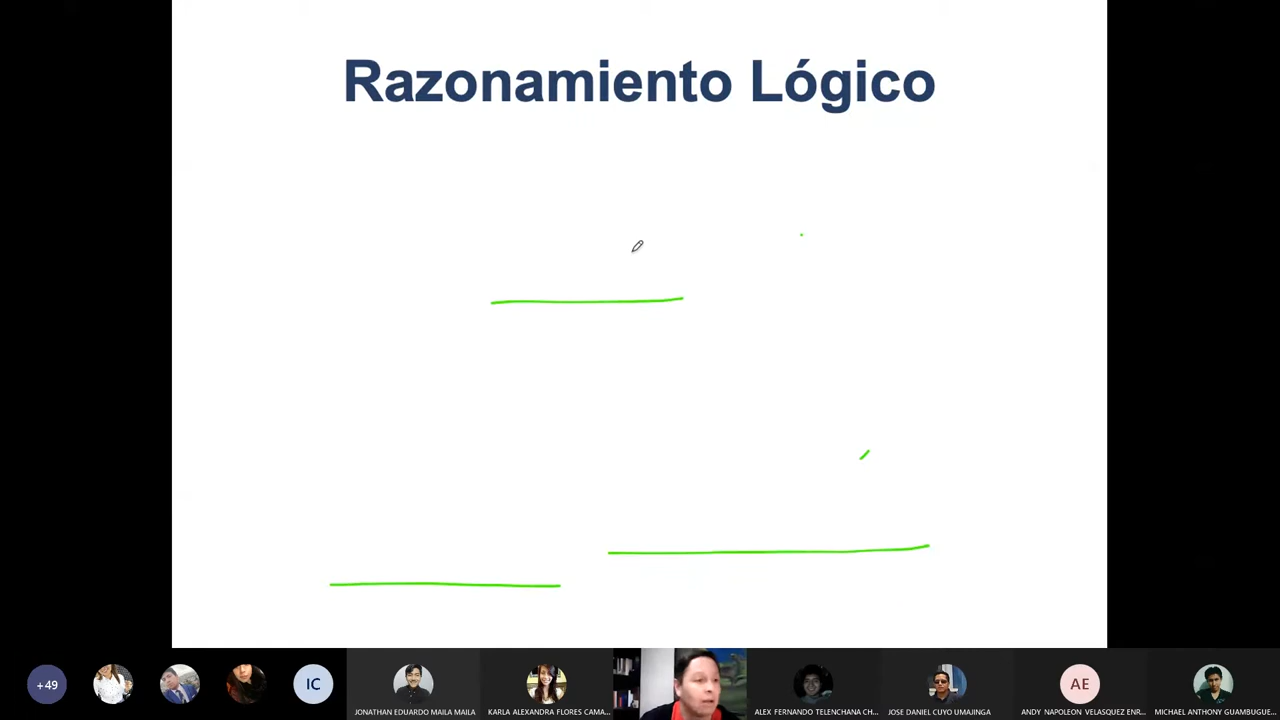 Razonamiento Lógico
+49
IC
JONATHAN EDUARDO MAILA MAILA
KARLA ALEXANDRA FLORES CAMA...
ALEX FERNANDO TELENCHANA CH...
JOSE DANIEL CUYO UMAJINGA
AE
ANDY NAPOLEON VELASQUEZ ENR...
MICHAEL ANTHONY GUAMBUGUE...